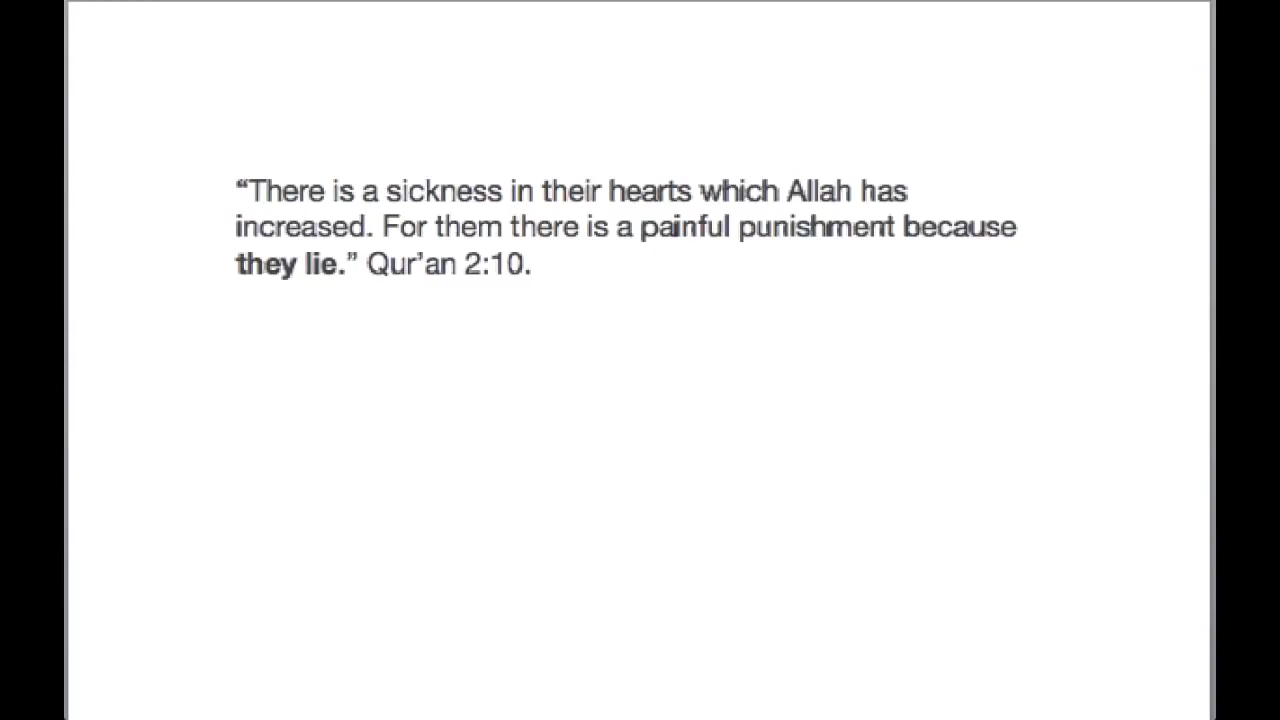 “There is a sickness in their hearts which Allah has
increased. For them there is a painful punishment because
they lie.” Qur’an 2:10.